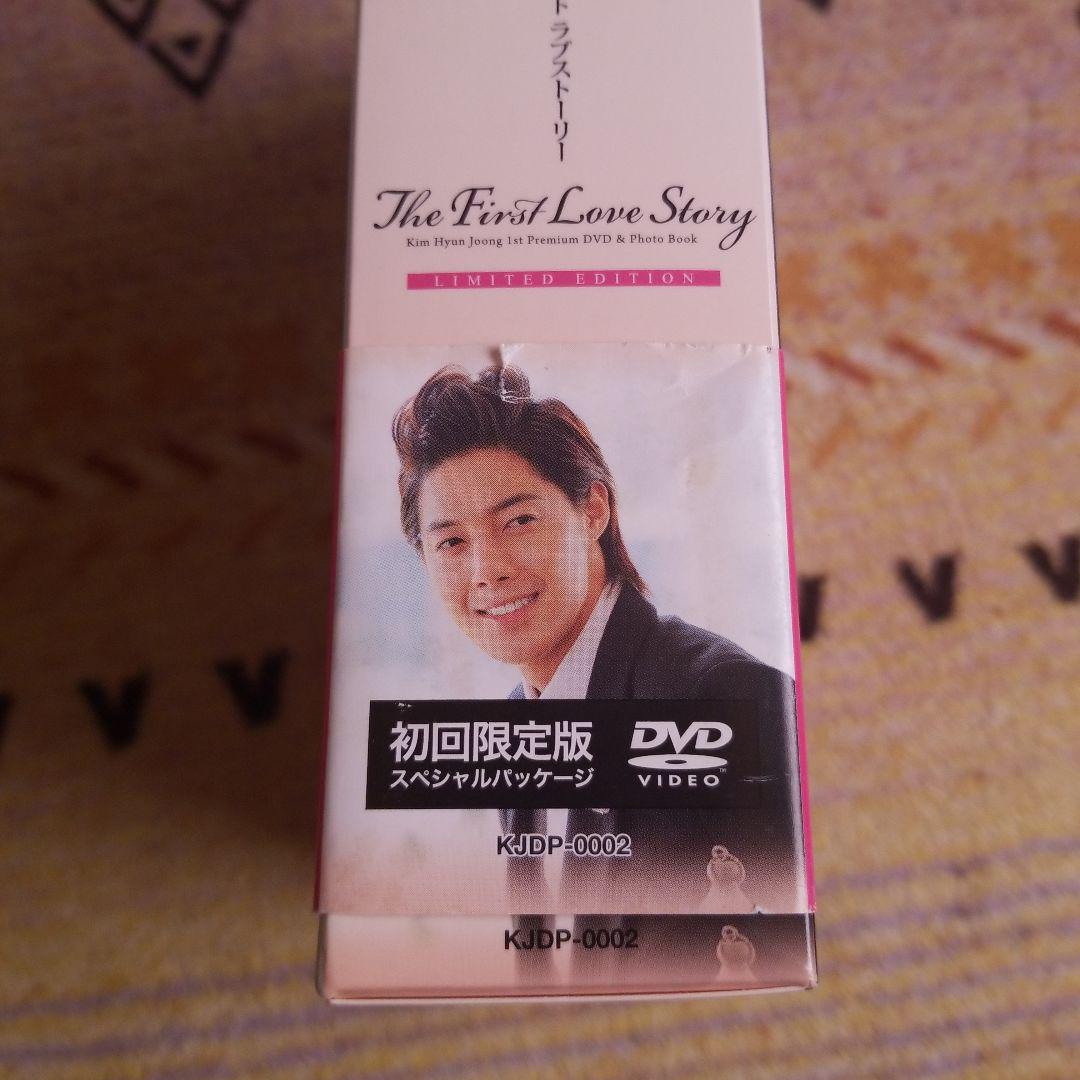 ト ラブストーリー
The First Love Story
Kim Hyun Joong 1st Premium DVD & Photo Book
LIMITED EDITION
初回限定版
スペシャルパッケージ
DVD
VIDEO
TM
KJDP-0002
KJDP-0002